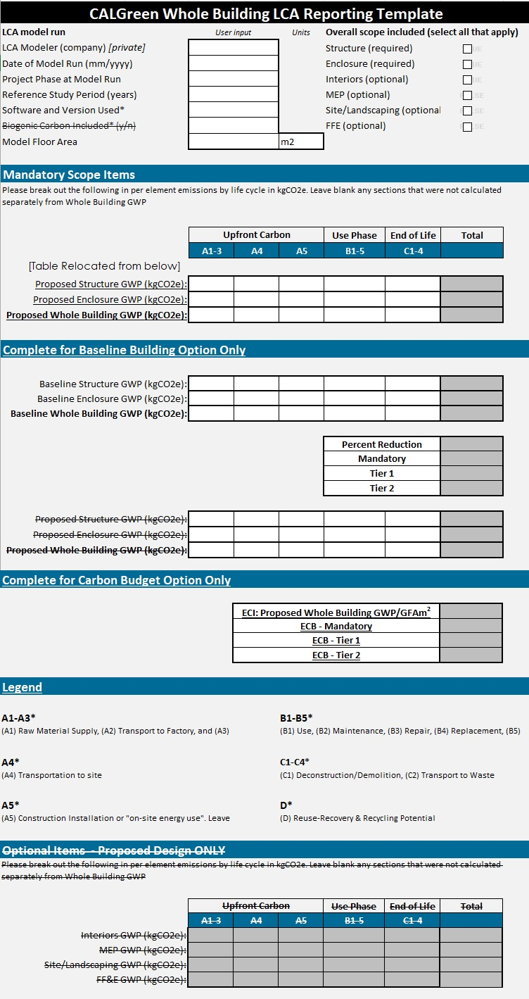 CALGreen Whole Building LCA Reporting Template
LCA model run User input Units Overall scope included (select all that apply)
LCA Modeler (company) [private] Structure (required)
Date of Model Run (mm/yyyy) Enclosure (required)
Project Phase at Model Run Interiors (optional)
Reference Study Period (years) MEP (optional)
Software and Version Used* Site/Landscaping (optional
Biogenic Carbon Included* (y/n) FFE (optional)
Model Floor Area m2
Mandatory Scope Items
Please break out the following in per element emissions by life cycle in kgCO2e. Leave blank any sections that were not calculated
separately from Whole Building GWP
Upfront Carbon Use Phase End of Life Total
A1-3 A4 A5 B1-5 C1-4
[Table Relocated from below]
Proposed Structure GWP (kgCO2e):
Proposed Enclosure GWP (kgCO2e):
Proposed Whole Building GWP (kgCO2e):
Complete for Baseline Building Option Only
Baseline Structure GWP (kgCO2e):
Baseline Enclosure GWP (kgCO2e):
Baseline Whole Building GWP (kgCO2e):
Percent Reduction
Mandatory
Tier 1
Tier 2
Proposed Structure GWP (kgCO2e):
Proposed Enclosure GWP (kgCO2e):
Proposed Whole Building GWP (kgCO2e):
Complete for Carbon Budget Option Only
ECI: Proposed Whole Building GWP/GFAm²
ECB - Mandatory
ECB - Tier 1
ECB - Tier 2
Legend
A1-A3* B1-B5*
(A1) Raw Material Supply, (A2) Transport to Factory, and (A3) (B1) Use, (B2) Maintenance, (B3) Repair, (B4) Replacement, (B5)
A4* C1-C4*
(A4) Transportation to site (C1) Deconstruction/Demolition, (C2) Transport to Waste
A5* D*
(A5) Construction Installation or "on-site energy use". Leave (D) Reuse-Recovery & Recycling Potential
Optional Items - Proposed Design ONLY
Please break out the following in per element emissions by life cycle in kgCO2e. Leave blank any sections that were not calculated
separately from Whole Building GWP
Upfront Carbon Use Phase End of Life Total
A1-3 A4 A5 B1-5 C1-4
Interiors GWP (kgCO2e):
MEP GWP (kgCO2e):
Site/Landscaping GWP (kgCO2e):
FF&E GWP (kgCO2e):